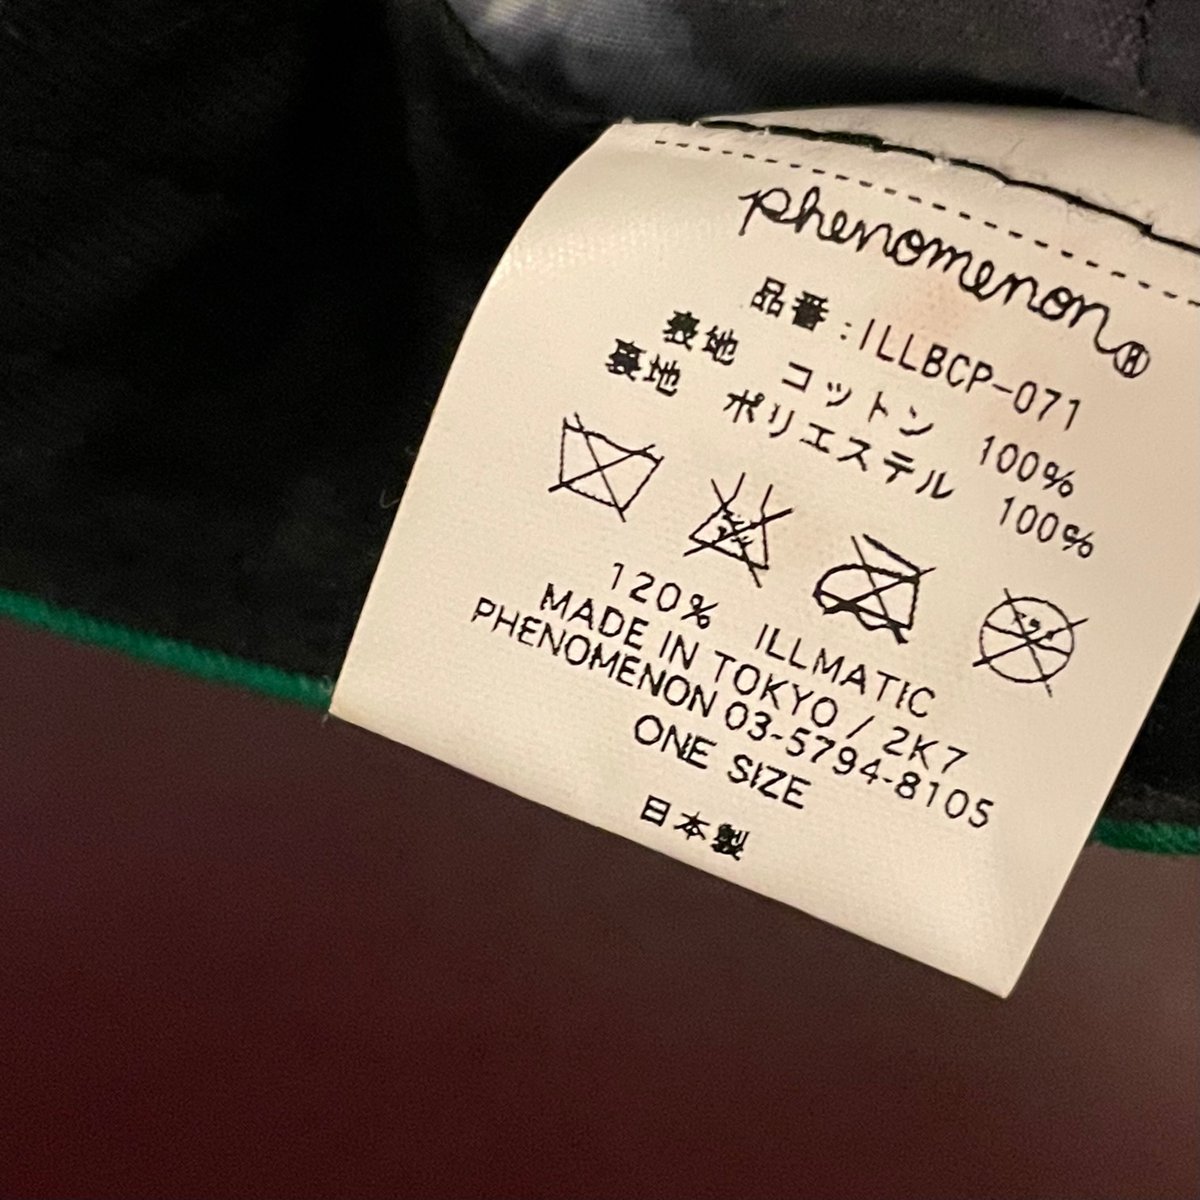 phenomenon®
品番:ILLBCP-071
表地 コットン 100%
裏地 ポリエステル 100%
120% ILLMATIC
MADE IN TOKYO / 2K7
PHENOMENON 03-5794-8105
ONE SIZE
日本製